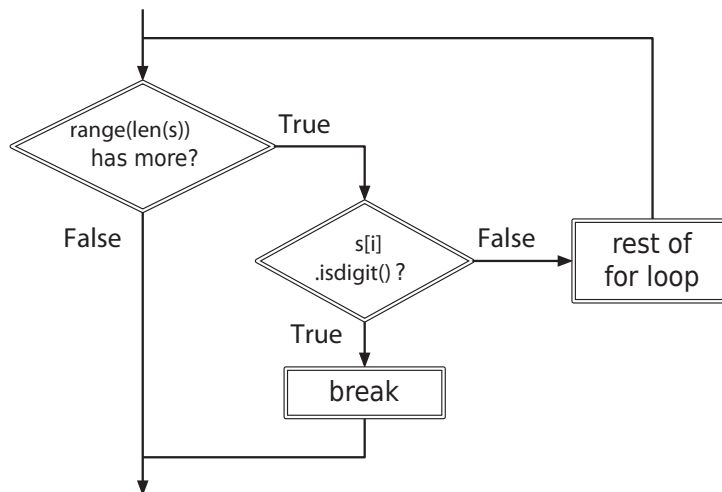 range(len(s))
has more?
True
False
s[i]
.isdigit() ?
False
rest of
for loop
True
break